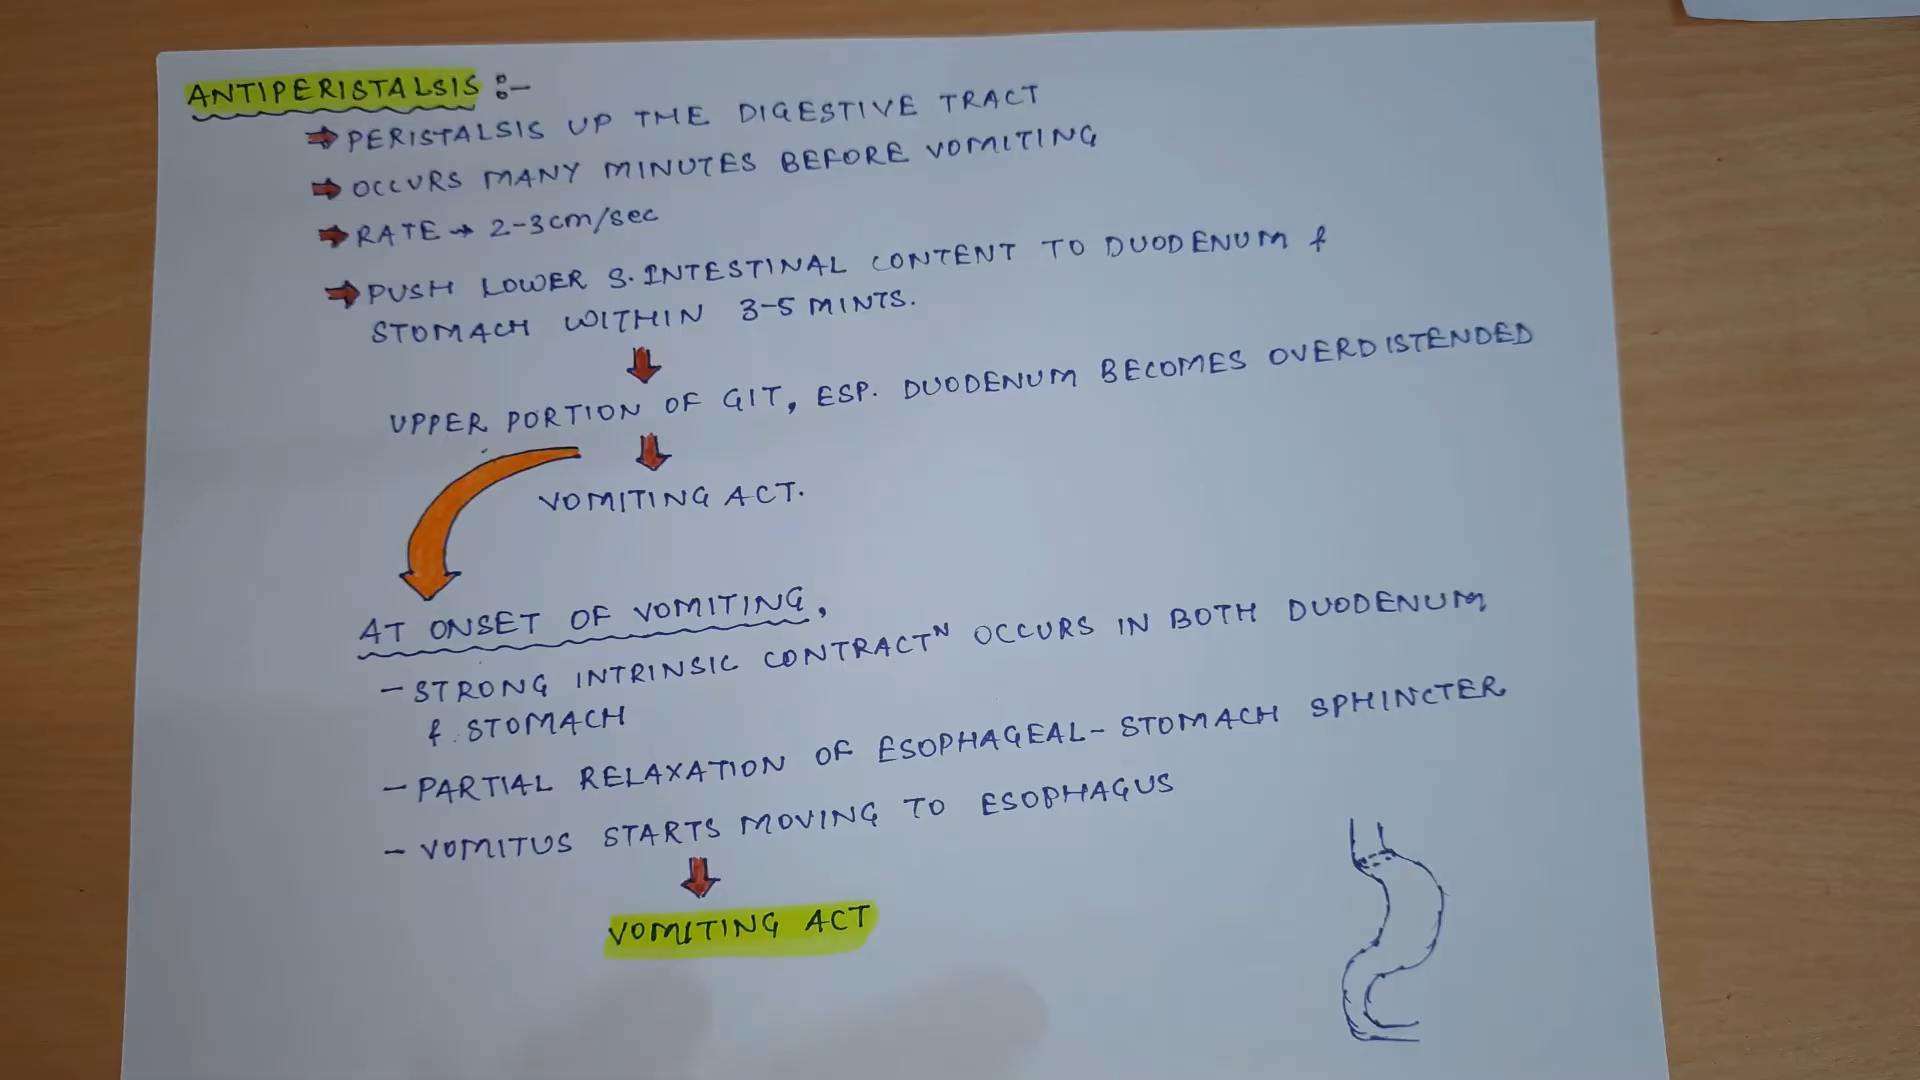 ANTIPERISTALSIS :-
→ PERISTALSIS UP THE DIGESTIVE TRACT
→ OCCURS MANY MINUTES BEFORE VOMITING
→ RATE → 2-3cm/sec
→ PUSH LOWER S. INTESTINAL CONTENT TO DUODENUM &
STOMACH WITHIN 3-5 MINTS.
UPPER PORTION OF GIT, ESP. DUODENUM BECOMES OVERDISTENDED
VOMITING ACT.
AT ONSET OF VOMITING,
- STRONG INTRINSIC CONTRACTᴺ OCCURS IN BOTH DUODENUM
& STOMACH
- PARTIAL RELAXATION OF ESOPHAGEAL-STOMACH SPHINCTER
- VOMITUS STARTS MOVING TO ESOPHAGUS
VOMITING ACT